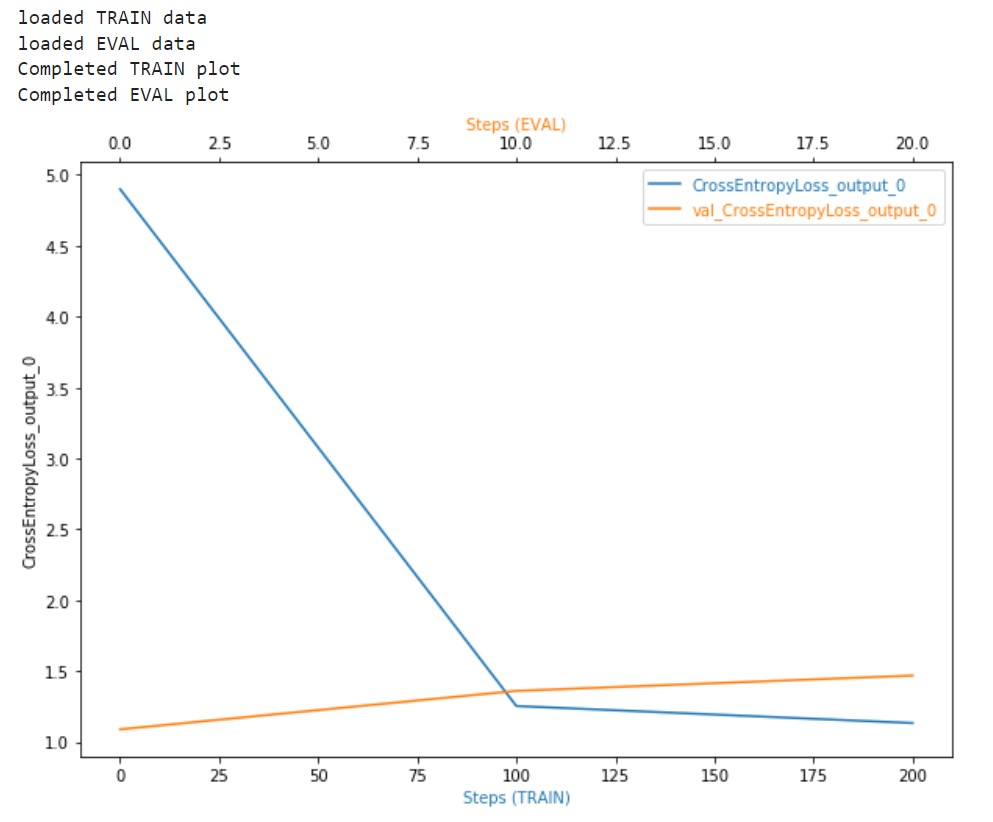 loaded TRAIN data
loaded EVAL data
Completed TRAIN plot
Completed EVAL plot
Steps (EVAL)
0.0 2.5 5.0 7.5 10.0 12.5 15.0 17.5 20.0
CrossEntropyLoss_output_0
val_CrossEntropyLoss_output_0
5.0
4.5
4.0
3.5
3.0
2.5
2.0
1.5
1.0
CrossEntropyLoss_output_0
0 25 50 75 100 125 150 175 200
Steps (TRAIN)